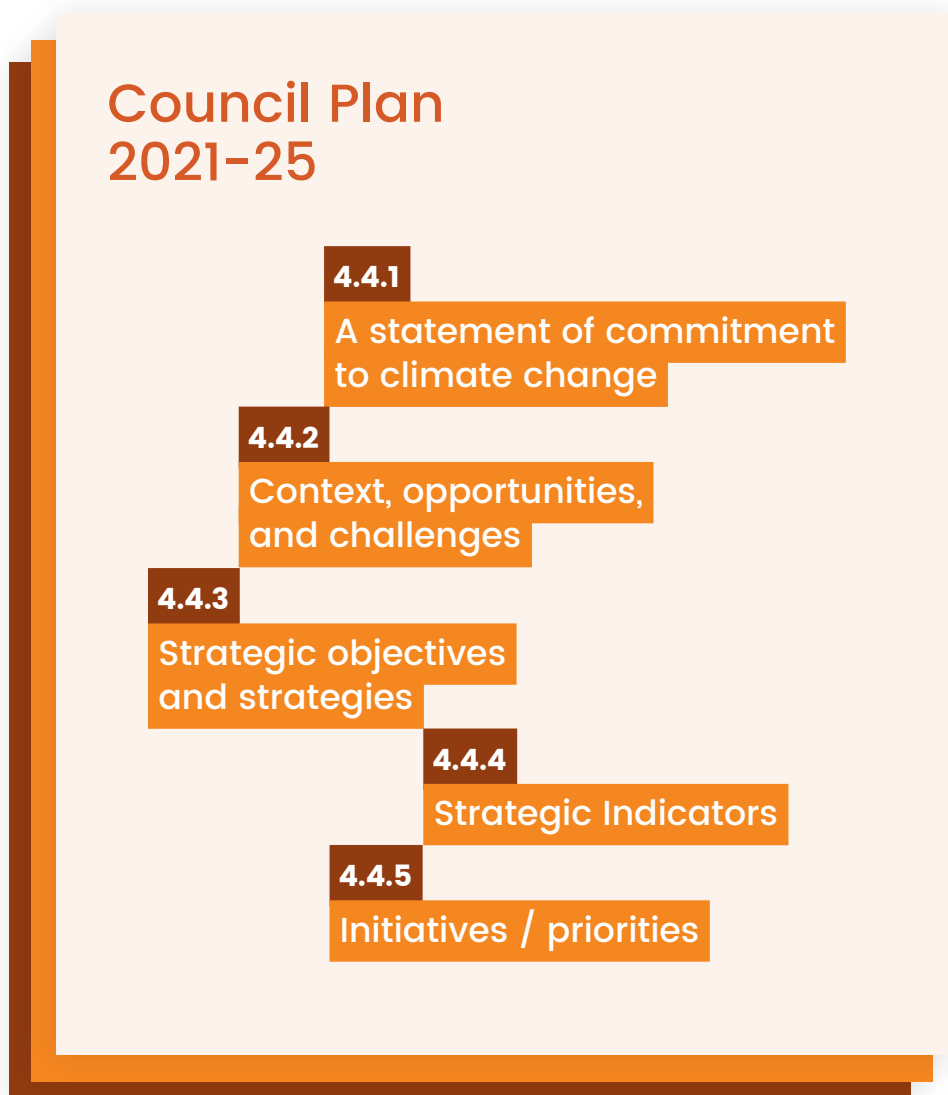 Council Plan
2021-25
4.4.1
A statement of commitment
to climate change
4.4.2
Context, opportunities,
and challenges
4.4.3
Strategic objectives
and strategies
4.4.4
Strategic Indicators
4.4.5
Initiatives / priorities